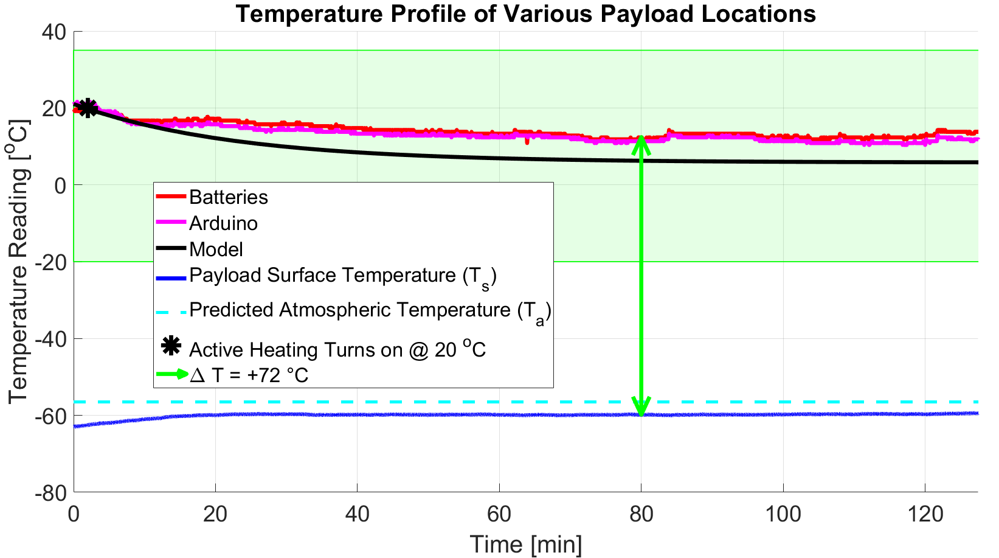 Temperature Profile of Various Payload Locations
40
20
0
-20
-40
-60
-80
Temperature Reading [°C]
Batteries
Arduino
Model
Payload Surface Temperature (Ts)
Predicted Atmospheric Temperature (Ta)
Active Heating Turns on @ 20 °C
Δ T = +72 °C
0 20 40 60 80 100 120
Time [min]